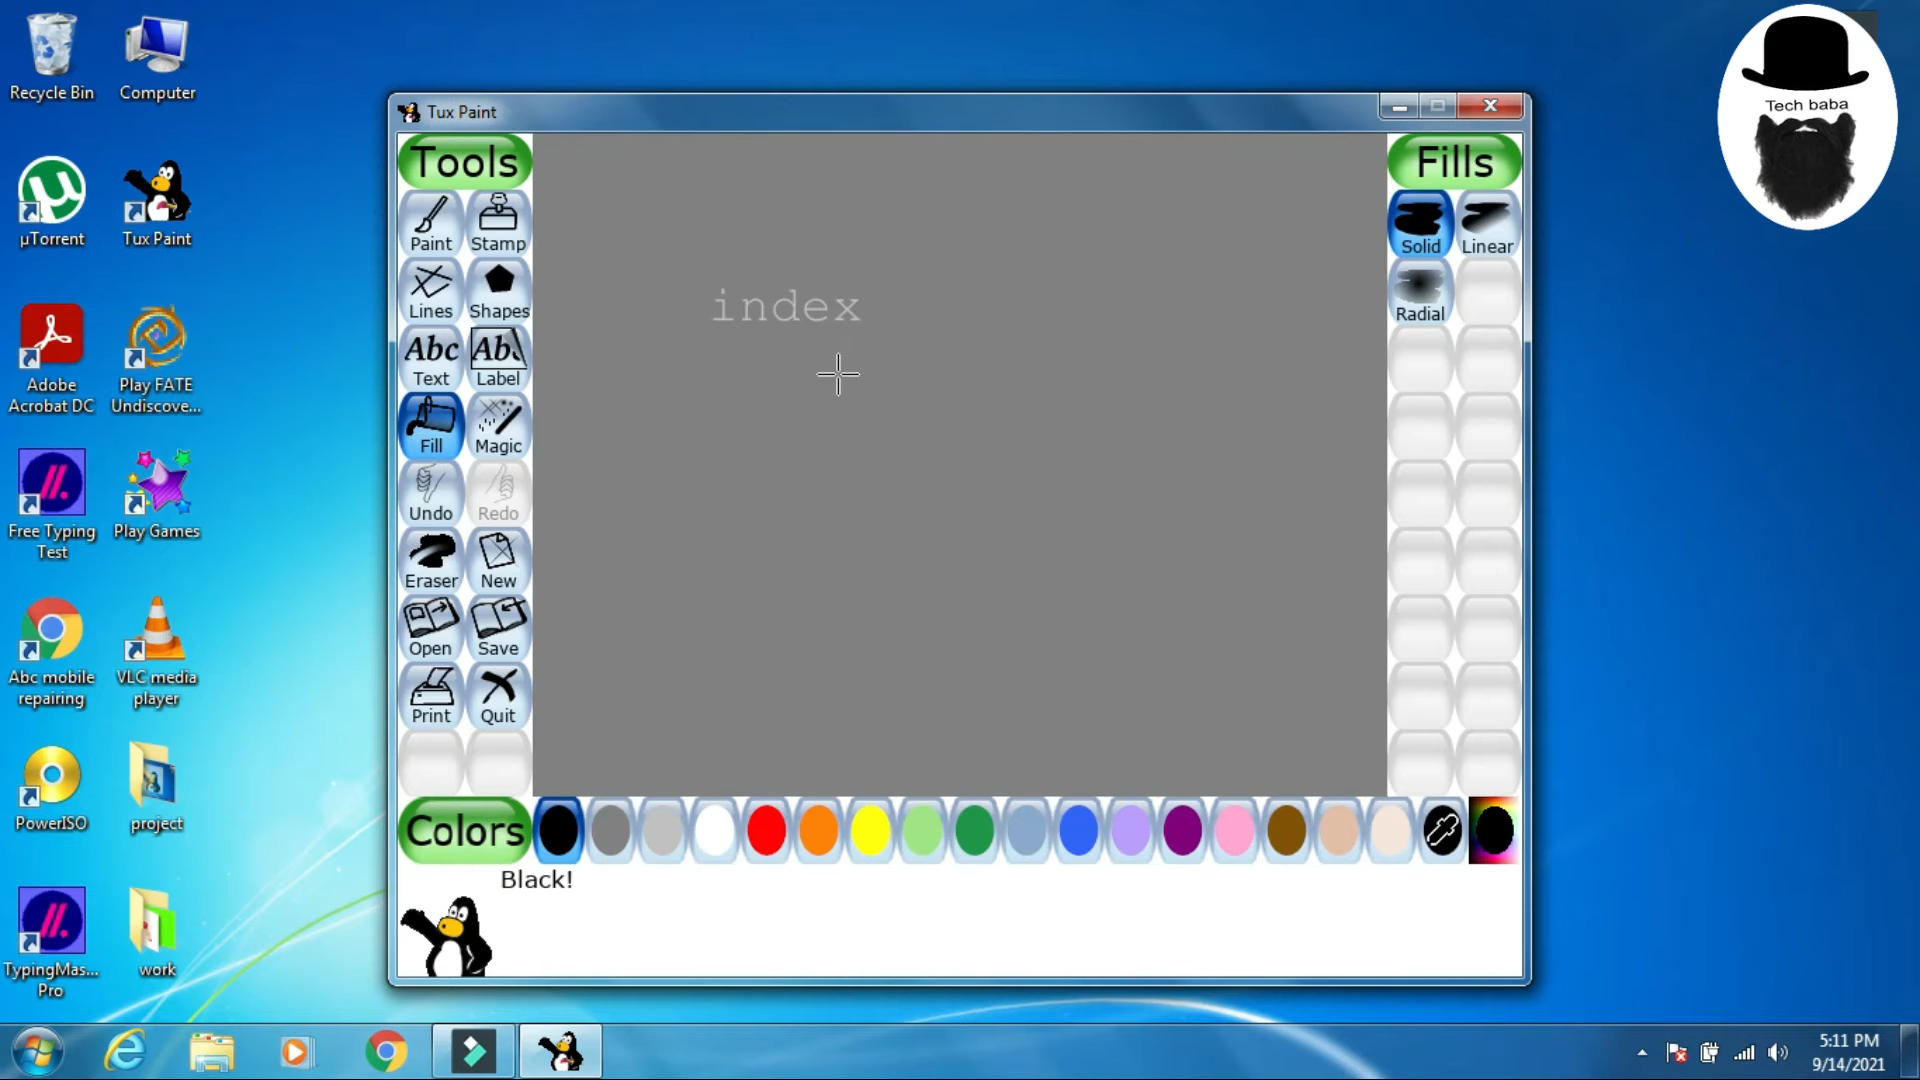 Recycle Bin
Computer
µTorrent
Tux Paint
Adobe
Acrobat DC
Play FATE
Undiscove...
Free Typing
Test
Play Games
Abc mobile
repairing
VLC media
player
PowerISO
project
TypingMas...
Pro
work
Tux Paint
Tools
Paint
Stamp
Lines
Shapes
Abc
Text
Abc
Label
Fill
Magic
Undo
Redo
Eraser
New
Open
Save
Print
Quit
index
Fills
Solid
Linear
Radial
Colors
Black!
Tech baba
5:11 PM
9/14/2021